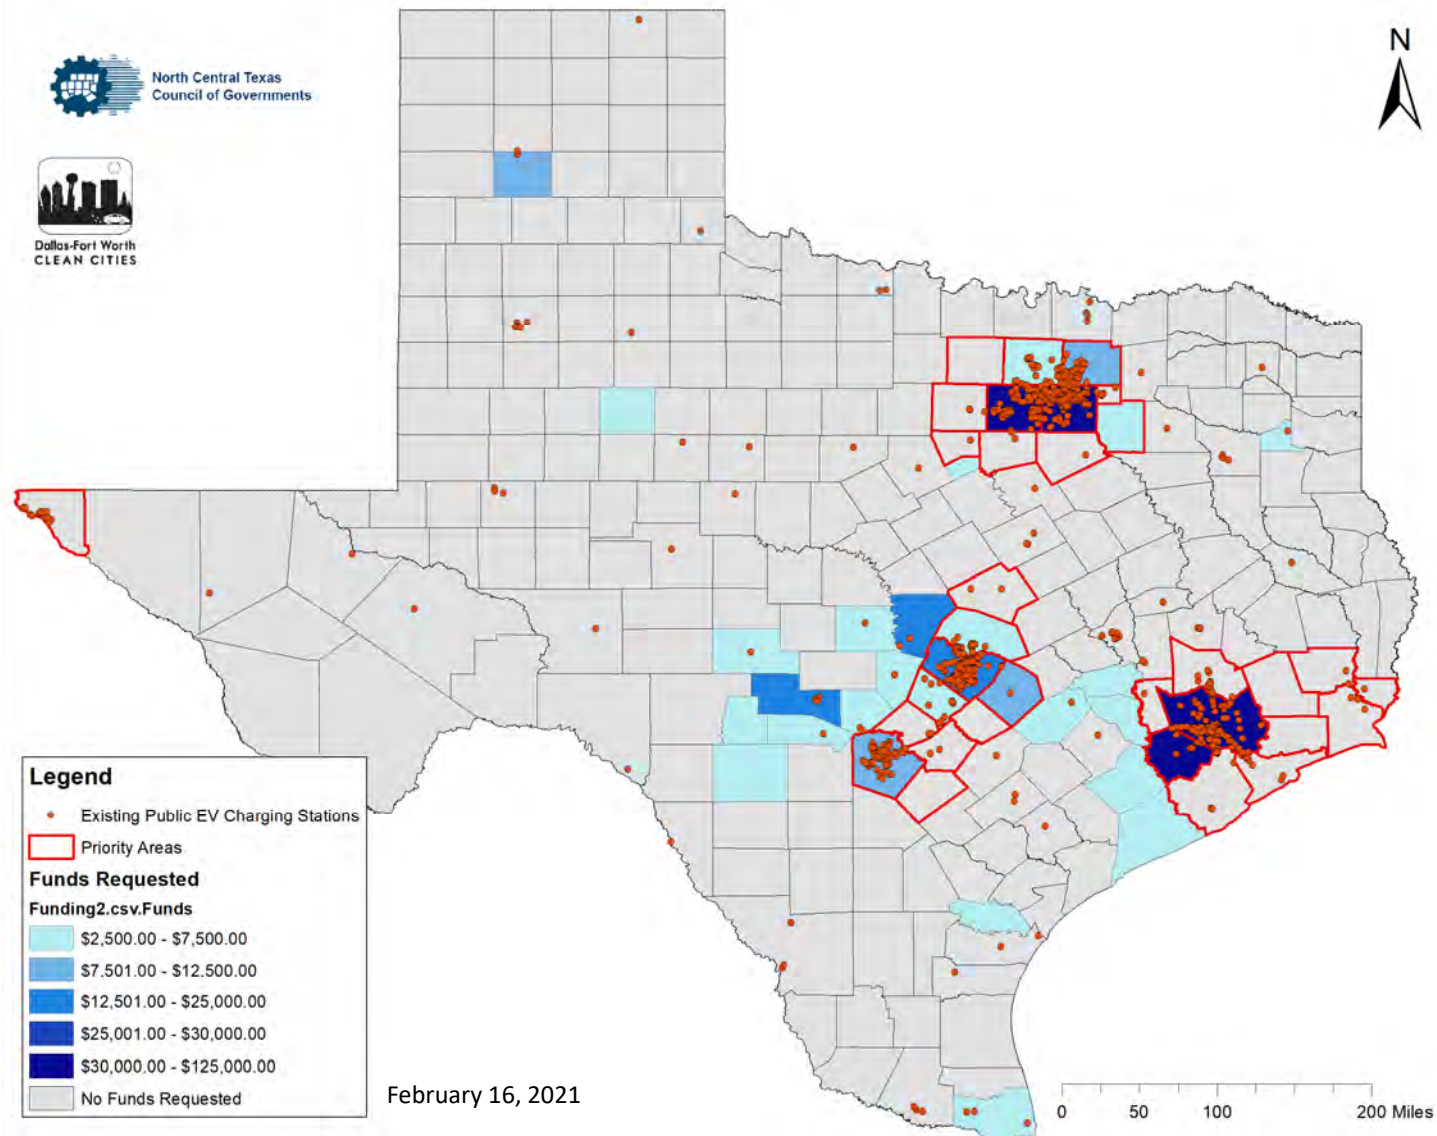 North Central Texas
Council of Governments
Dallas-Fort Worth
CLEAN CITIES
N
Legend
Existing Public EV Charging Stations
Priority Areas
Funds Requested
Funding2.csv.Funds
$2,500.00 - $7,500.00
$7,501.00 - $12,500.00
$12,501.00 - $25,000.00
$25,001.00 - $30,000.00
$30,000.00 - $125,000.00
No Funds Requested
February 16, 2021
0 50 100 200 Miles